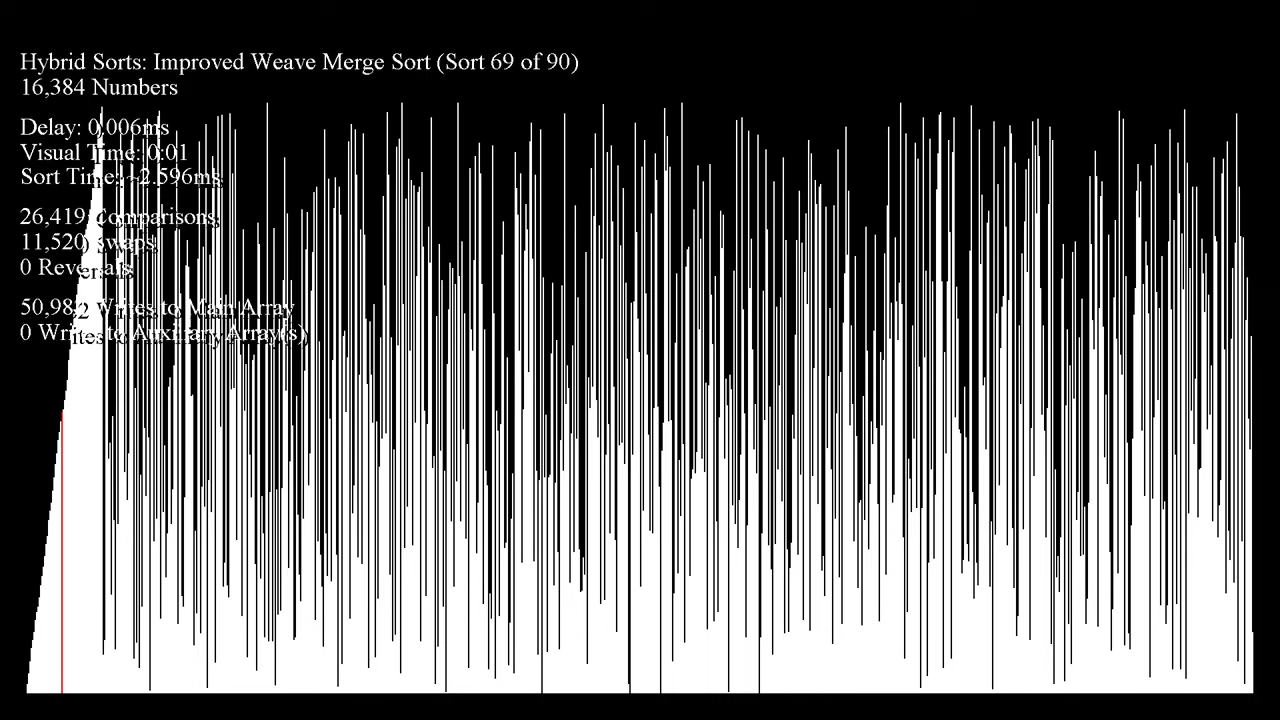 Hybrid Sorts: Improved Weave Merge Sort (Sort 69 of 90)
16,384 Numbers
Delay: 0.006ms
Visual Time: 0:01
Sort Time: ~2.596ms
26,419 Comparisons
11,520 Swaps
0 Reversals
50,982 Writes to Main Array
0 Writes to Auxiliary Array(s)